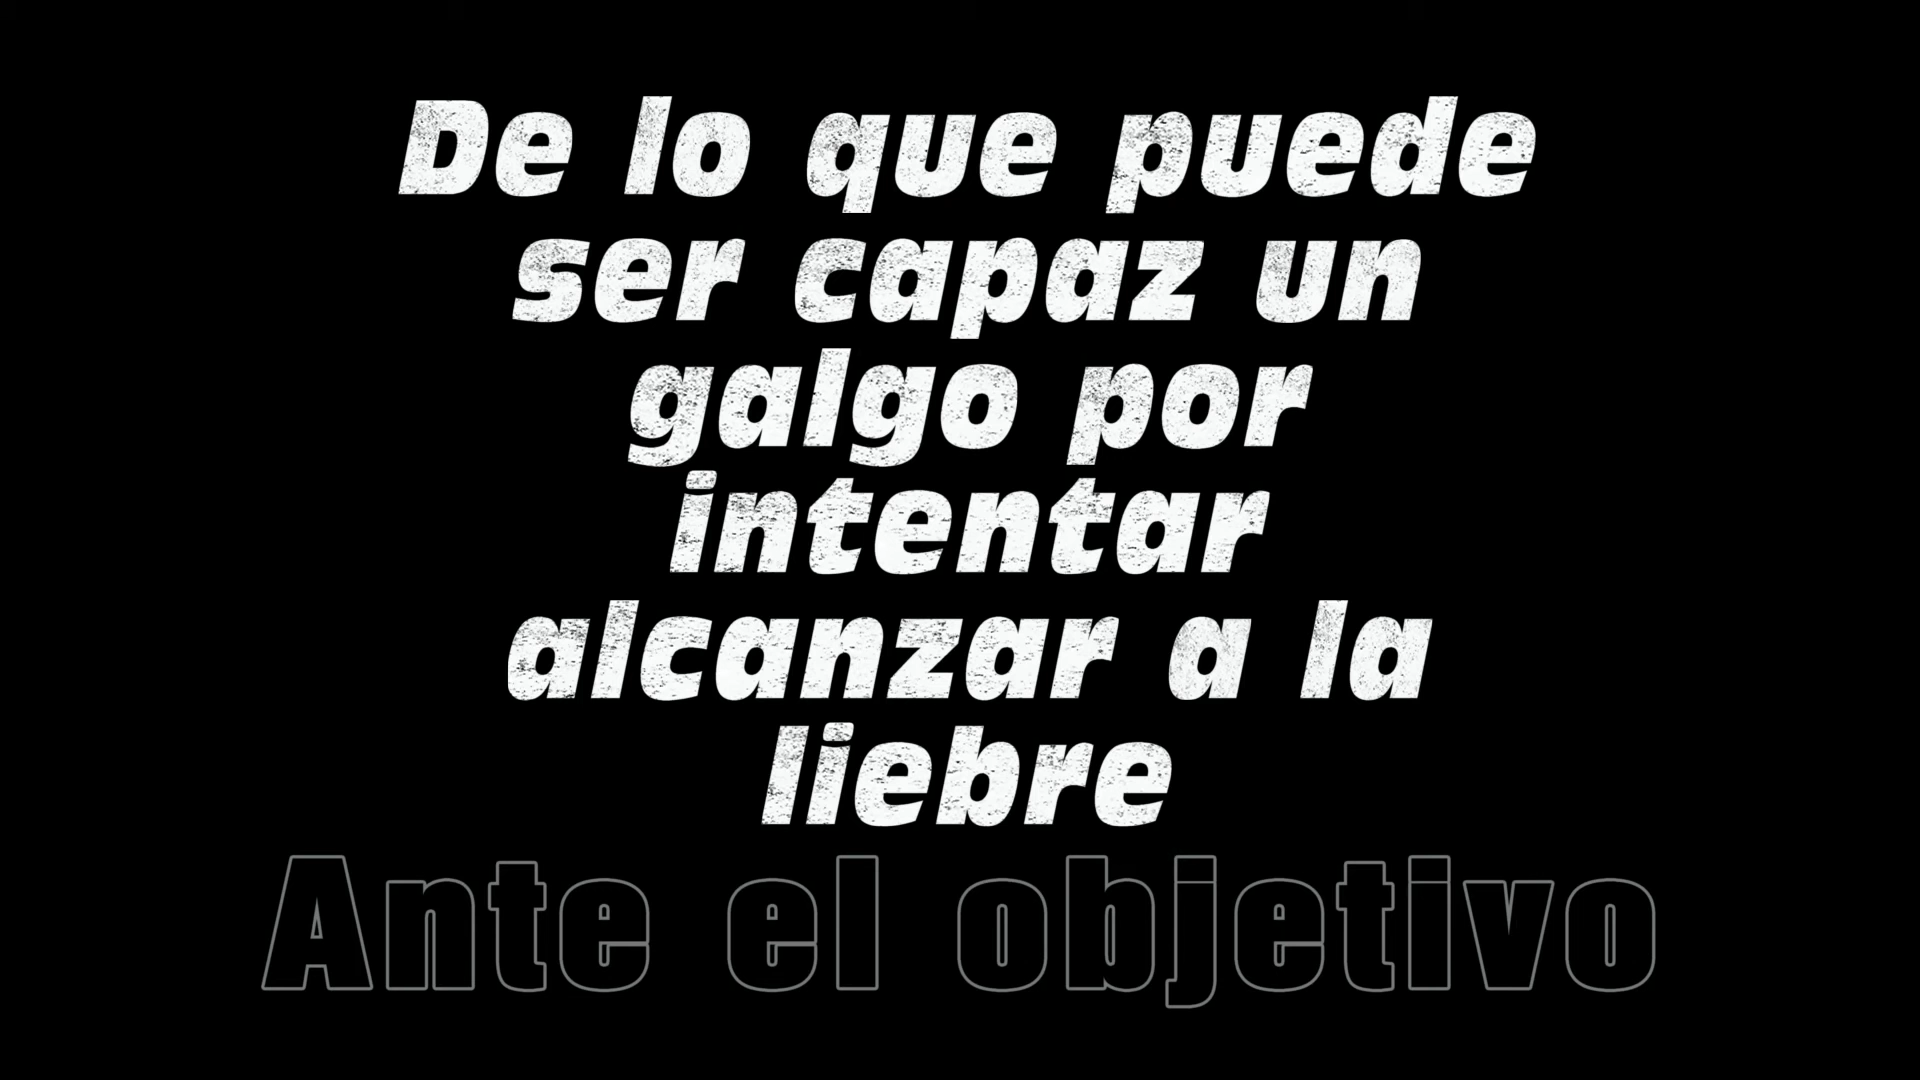 De lo que puede
ser capaz un
galgo por
intentar
alcanzar a la
liebre
Ante el objetivo